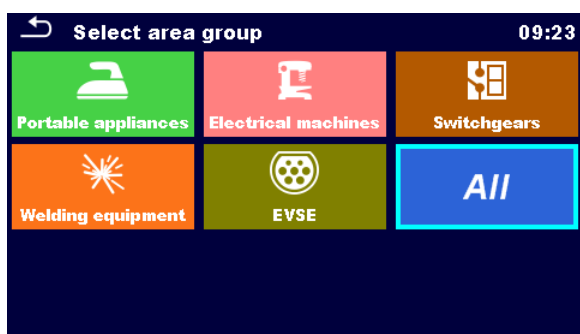 Select area group 09:23
Portable appliances Electrical machines Switchgears
Welding equipment EVSE All